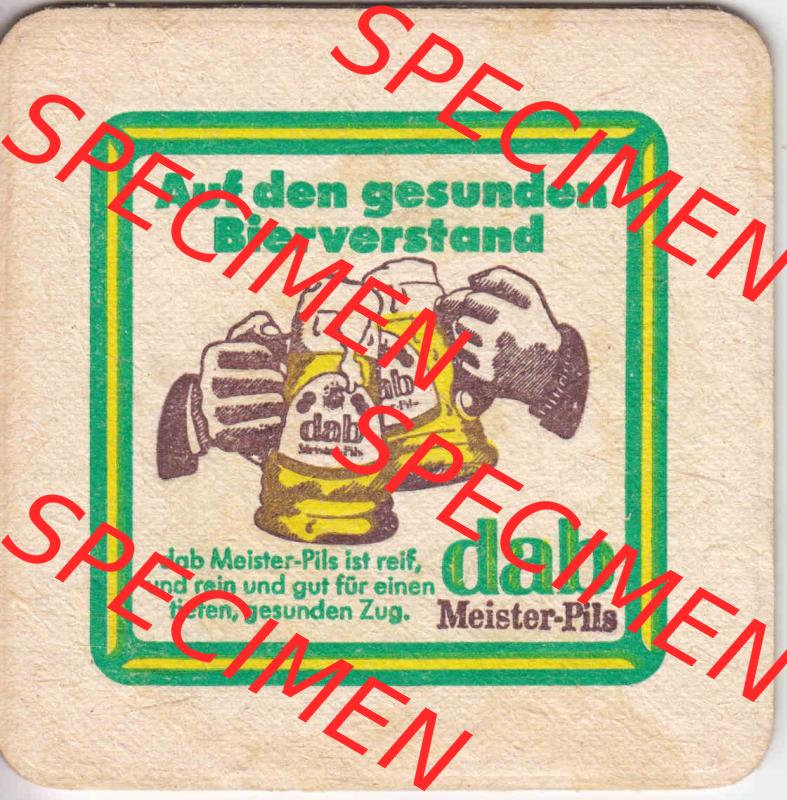 Auf den gesunden
Bierverstand
dab
Meister-Pils
dab
dab Meister-Pils ist reif,
und rein und gut für einen
tiefen, gesunden Zug.
dab
Meister-Pils
SPECIMEN
SPECIMEN
SPECIMEN
SPECIMEN